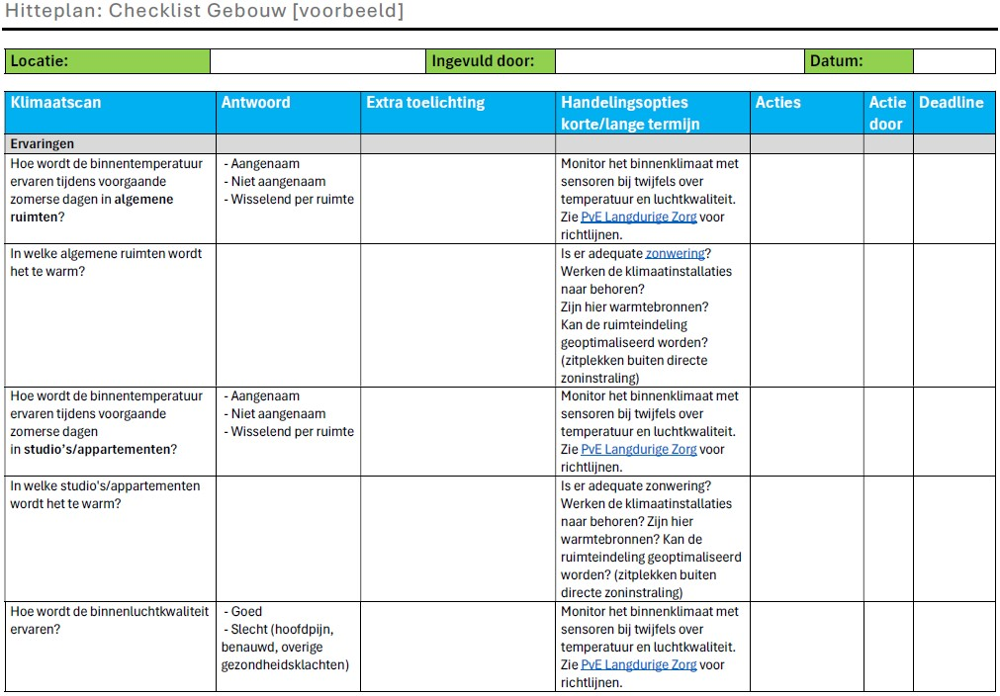 Hitteplan: Checklist Gebouw [voorbeeld]
Locatie: Ingevuld door: Datum:
Klimaatscan Antwoord Extra toelichting Handelingsopties korte/lange termijn Acties Actie door Deadline
Ervaringen
Hoe wordt de binnentemperatuur
ervaren tijdens voorgaande
zomerse dagen in algemene
ruimten?
- Aangenaam
- Niet aangenaam
- Wisselend per ruimte
Monitor het binnenklimaat met
sensoren bij twijfels over
temperatuur en luchtkwaliteit.
Zie PvE Langdurige Zorg voor
richtlijnen.
In welke algemene ruimten wordt
het te warm?
Is er adequate zonwering?
Werken de klimaatinstallaties
naar behoren?
Zijn hier warmtebronnen?
Kan de ruimteindeling
geoptimaliseerd worden?
(zitplekken buiten directe
zoninstraling)
Hoe wordt de binnentemperatuur
ervaren tijdens voorgaande
zomerse dagen
in studio's/appartementen?
- Aangenaam
- Niet aangenaam
- Wisselend per ruimte
Monitor het binnenklimaat met
sensoren bij twijfels over
temperatuur en luchtkwaliteit.
Zie PvE Langdurige Zorg voor
richtlijnen.
In welke studio's/appartementen
wordt het te warm?
Is er adequate zonwering?
Werken de klimaatinstallaties
naar behoren? Zijn hier
warmtebronnen? Kan de
ruimteindeling geoptimaliseerd
worden? (zitplekken buiten
directe zoninstraling)
Hoe wordt de binnenluchtkwaliteit
ervaren?
- Goed
- Slecht (hoofdpijn,
benauwd, overige
gezondheidsklachten)
Monitor het binnenklimaat met
sensoren bij twijfels over
temperatuur en luchtkwaliteit.
Zie PvE Langdurige Zorg voor
richtlijnen.